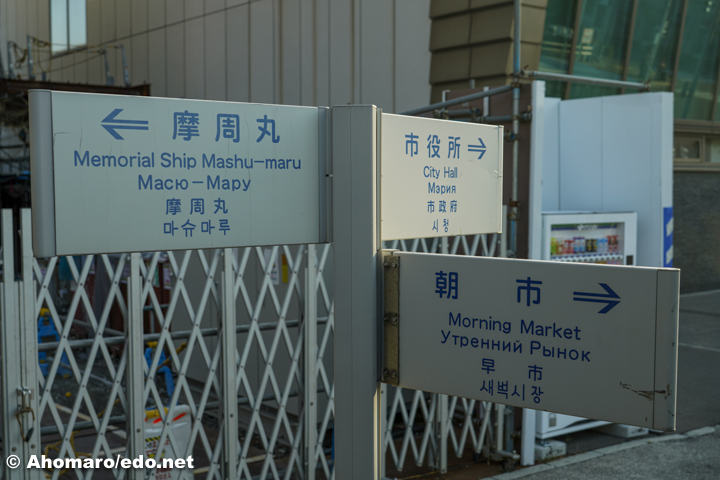 ← 摩周丸
Memorial Ship Mashu-maru
Масю-Мару
摩周丸
마슈마루
市役所 →
City Hall
Мэрия
市政府
시청
朝 市 →
Morning Market
Утренний Рынок
早 市
새벽시장
© Ahomaro/edo.net